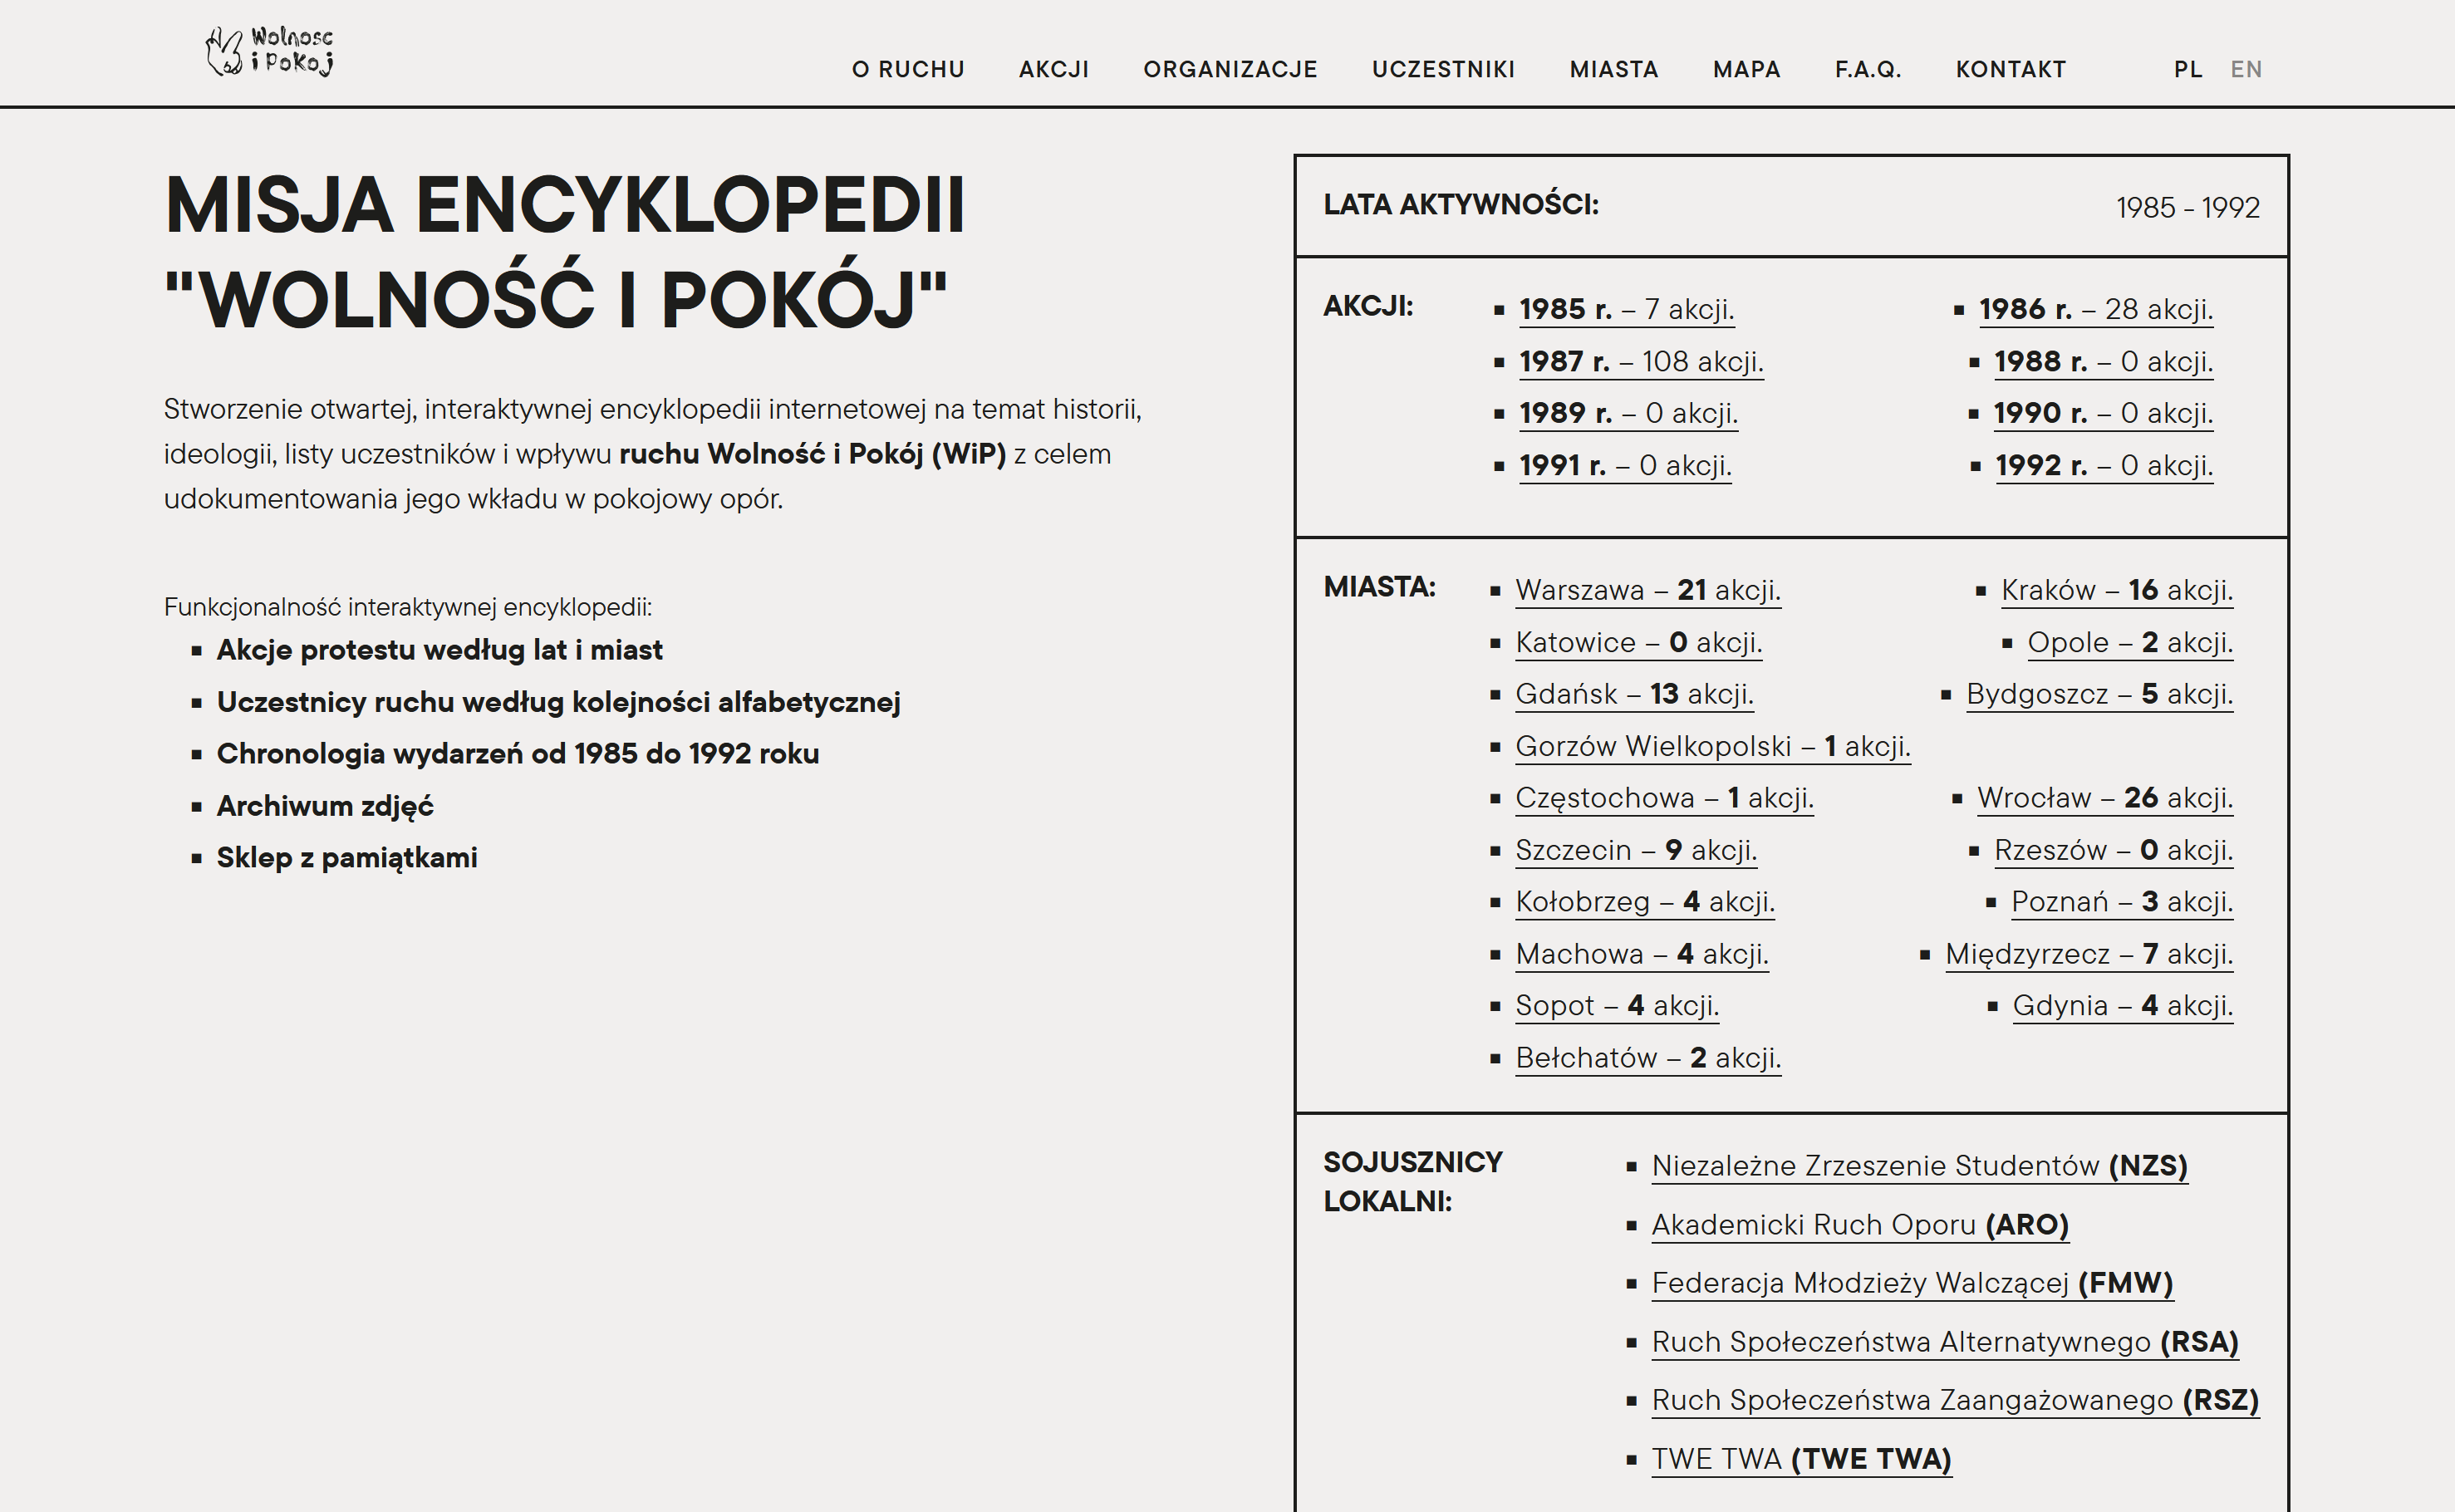 Wolnosc
i Pokoj
O RUCHU AKCJI ORGANIZACJE UCZESTNIKI MIASTA MAPA F.A.Q. KONTAKT PL EN
MISJA ENCYKLOPEDII
"WOLNOŚĆ I POKÓJ"
Stworzenie otwartej, interaktywnej encyklopedii internetowej na temat historii,
ideologii, listy uczestników i wpływu ruchu Wolność i Pokój (WiP) z celem
udokumentowania jego wkładu w pokojowy opór.
Funkcjonalność interaktywnej encyklopedii:
▪ Akcje protestu według lat i miast
▪ Uczestnicy ruchu według kolejności alfabetycznej
▪ Chronologia wydarzeń od 1985 do 1992 roku
▪ Archiwum zdjęć
▪ Sklep z pamiątkami
LATA AKTYWNOŚCI: 1985 - 1992
AKCJI: ▪ 1985 r. – 7 akcji. ▪ 1986 r. – 28 akcji.
▪ 1987 r. – 108 akcji. ▪ 1988 r. – 0 akcji.
▪ 1989 r. – 0 akcji. ▪ 1990 r. – 0 akcji.
▪ 1991 r. – 0 akcji. ▪ 1992 r. – 0 akcji.
MIASTA: ▪ Warszawa – 21 akcji. ▪ Kraków – 16 akcji.
▪ Katowice – 0 akcji. ▪ Opole – 2 akcji.
▪ Gdańsk – 13 akcji. ▪ Bydgoszcz – 5 akcji.
▪ Gorzów Wielkopolski – 1 akcji.
▪ Częstochowa – 1 akcji. ▪ Wrocław – 26 akcji.
▪ Szczecin – 9 akcji. ▪ Rzeszów – 0 akcji.
▪ Kołobrzeg – 4 akcji. ▪ Poznań – 3 akcji.
▪ Machowa – 4 akcji. ▪ Międzyrzecz – 7 akcji.
▪ Sopot – 4 akcji. ▪ Gdynia – 4 akcji.
▪ Bełchatów – 2 akcji.
SOJUSZNICY
LOKALNI:
▪ Niezależne Zrzeszenie Studentów (NZS)
▪ Akademicki Ruch Oporu (ARO)
▪ Federacja Młodzieży Walczącej (FMW)
▪ Ruch Społeczeństwa Alternatywnego (RSA)
▪ Ruch Społeczeństwa Zaangażowanego (RSZ)
▪ TWE TWA (TWE TWA)